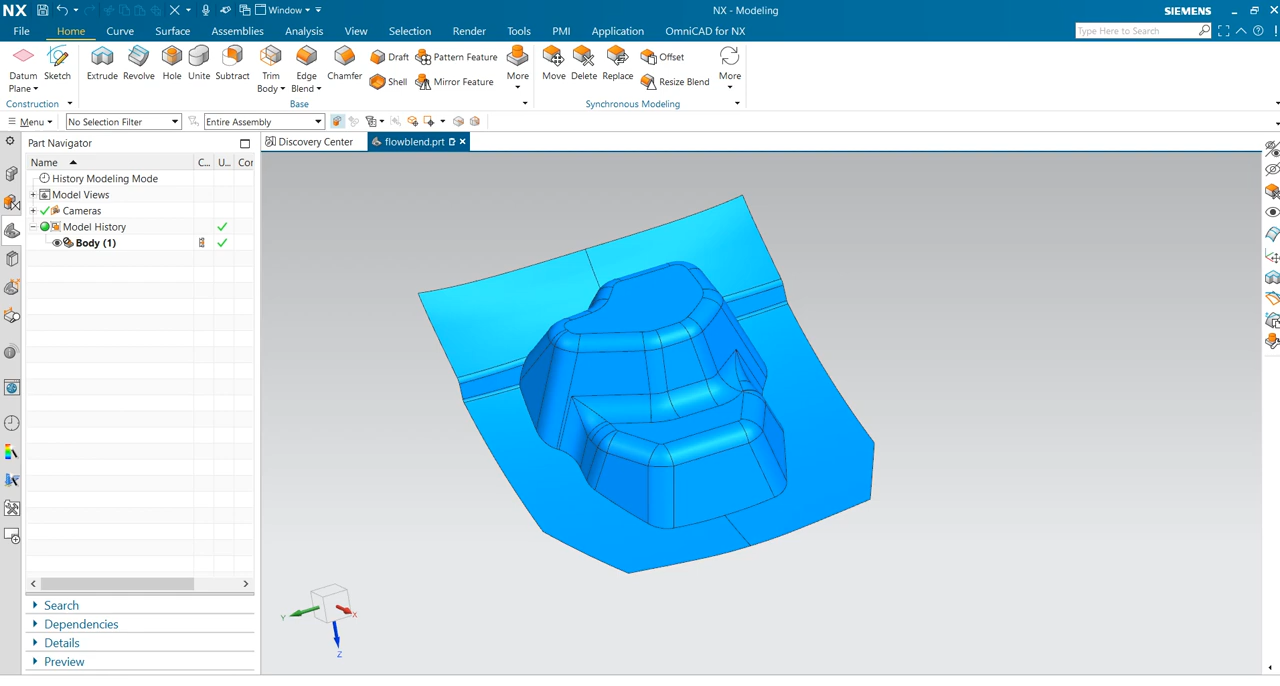 NX Window NX - Modeling SIEMENS
File Home Curve Surface Assemblies Analysis View Selection Render Tools PMI Application OmniCAD for NX Type Here to Search
Datum Plane Sketch Extrude Revolve Hole Unite Subtract Trim Body Edge Blend Chamfer Draft Pattern Feature More Move Delete Replace Offset More
Shell Mirror Feature Resize Blend
Construction Base Synchronous Modeling
Menu No Selection Filter Entire Assembly
Part Navigator Discovery Center flowblend.prt
Name C... U... Cor
History Modeling Mode
Model Views
Cameras
Model History
Body (1)
Search
Dependencies
Details
Preview
Y X
Z